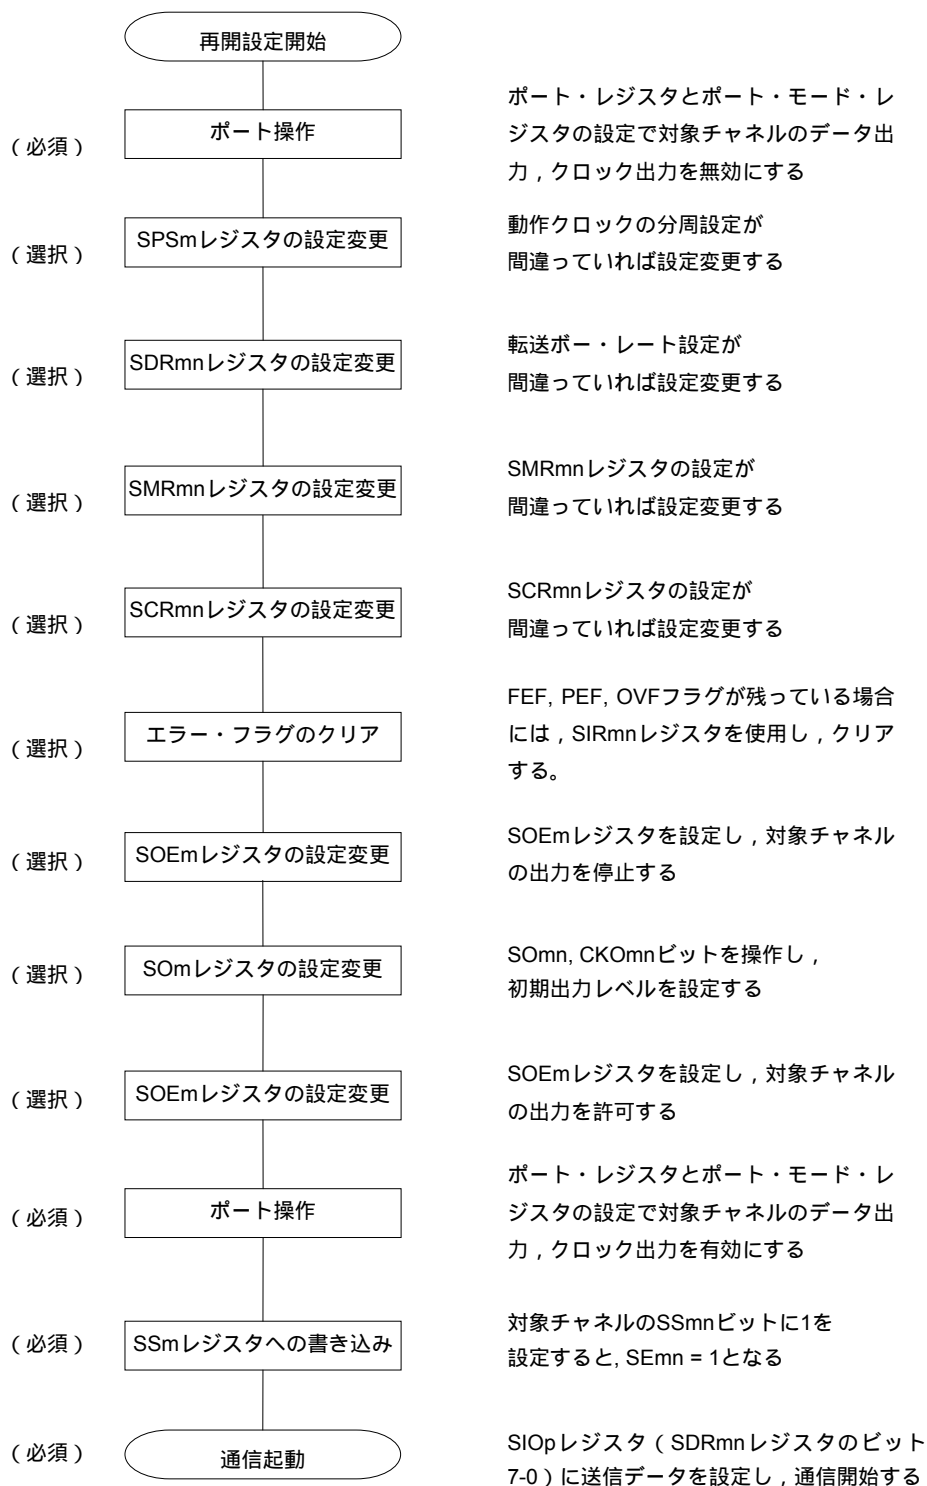 再開設定開始
（必須）
ポート操作
ポート・レジスタとポート・モード・レ
ジスタの設定で対象チャネルのデータ出
力，クロック出力を無効にする
（選択）
SPSmレジスタの設定変更
動作クロックの分周設定が
間違っていれば設定変更する
（選択）
SDRmnレジスタの設定変更
転送ボー・レート設定が
間違っていれば設定変更する
（選択）
SMRmnレジスタの設定変更
SMRmnレジスタの設定が
間違っていれば設定変更する
（選択）
SCRmnレジスタの設定変更
SCRmnレジスタの設定が
間違っていれば設定変更する
（選択）
エラー・フラグのクリア
FEF, PEF, OVFフラグが残っている場合
には，SIRmnレジスタを使用し，クリア
する。
（選択）
SOEmレジスタの設定変更
SOEmレジスタを設定し，対象チャネル
の出力を停止する
（選択）
SOmレジスタの設定変更
SOmn, CKOmnビットを操作し，
初期出力レベルを設定する
（選択）
SOEmレジスタの設定変更
SOEmレジスタを設定し，対象チャネル
の出力を許可する
（必須）
ポート操作
ポート・レジスタとポート・モード・レ
ジスタの設定で対象チャネルのデータ出
力，クロック出力を有効にする
（必須）
SSmレジスタへの書き込み
対象チャネルのSSmnビットに1を
設定すると, SEmn = 1となる
（必須）
通信起動
SIOpレジスタ（SDRmnレジスタのビット
7-0）に送信データを設定し，通信開始する